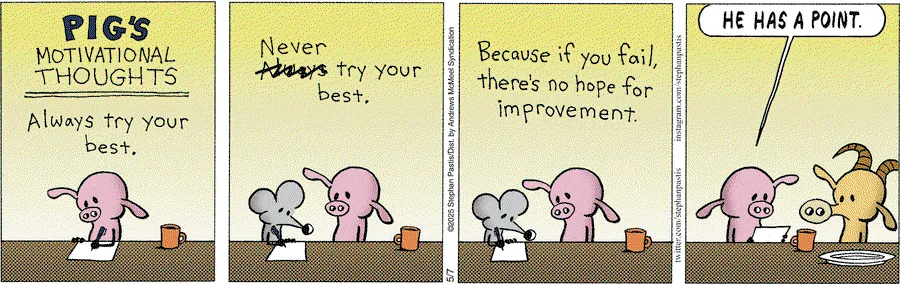 PIG'S
MOTIVATIONAL
THOUGHTS
Always try your
best.
Never
Always try your
best.
©2025 Stephan Pastis/Dist. by Andrews McMeel Syndication
5/7
Because if you fail,
there's no hope for
improvement.
twitter.com/stephanpastis
instagram.com/stephanpastis
HE HAS A POINT.